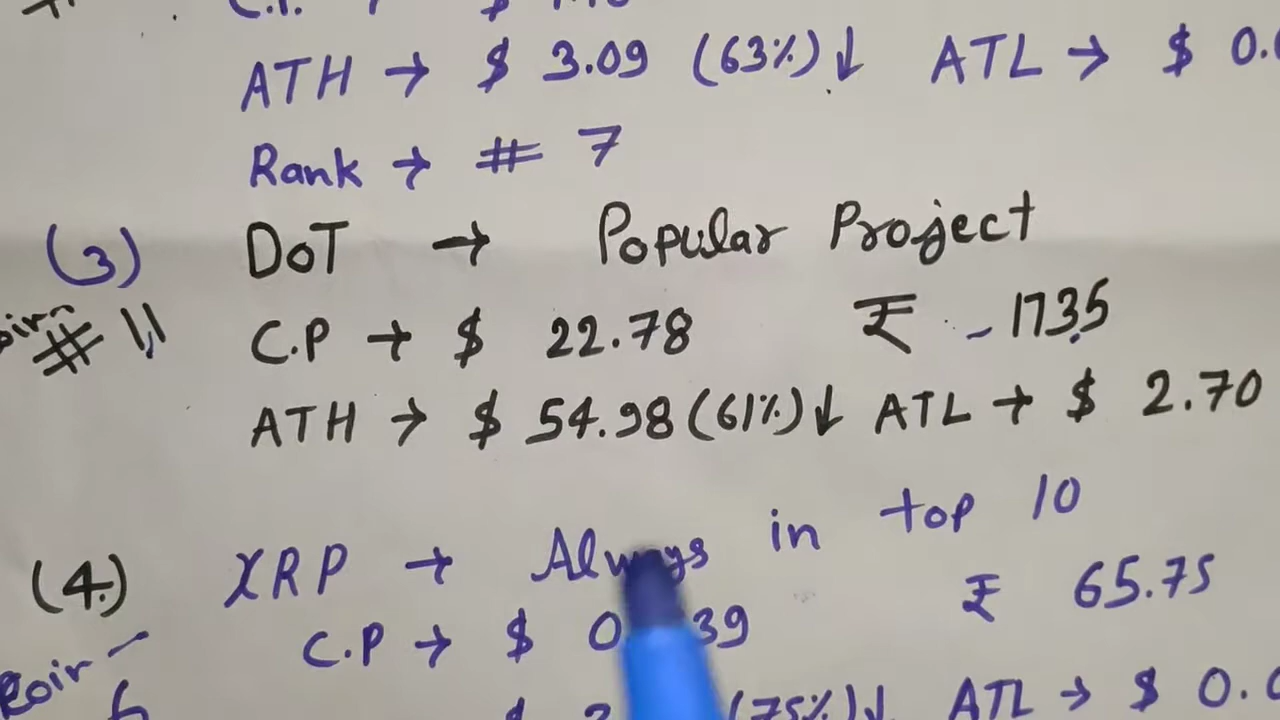 C.P. → $
ATH → $ 3.09 (63%)↓ ATL → $ 0.
Rank → # 7
(3) DOT → Popular Project
# 11 C.P → $ 22.78 ₹ - 1735
ATH → $ 54.98 (61%)↓ ATL → $ 2.70
(4.) XRP → Always in top 10
C.P → $ 0 39 ₹ 65.75
6 $ (75%)↓ ATL → $ 0.